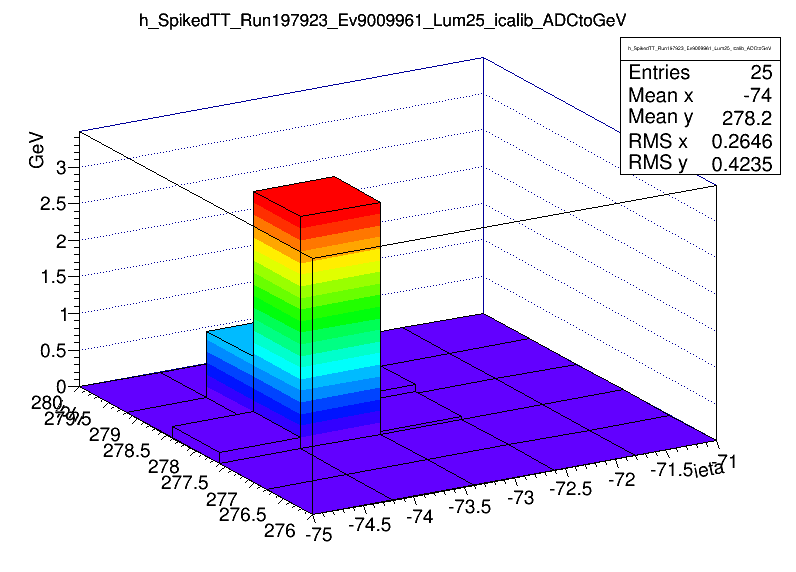 h_SpikedTT_Run197923_Ev9009961_Lum25_icalib_ADCtoGeV
h_SpikedTT_Run197923_Ev9009961_Lum25_icalib_ADCtoGeV
Entries 25
Mean x -74
Mean y 278.2
RMS x 0.2646
RMS y 0.4235
GeV
3
2.5
2
1.5
1
0.5
0
280
279.5
279
278.5
278
277.5
277
276.5
276
-75
-74.5
-74
-73.5
-73
-72.5
-72
-71.5
-71
ieta